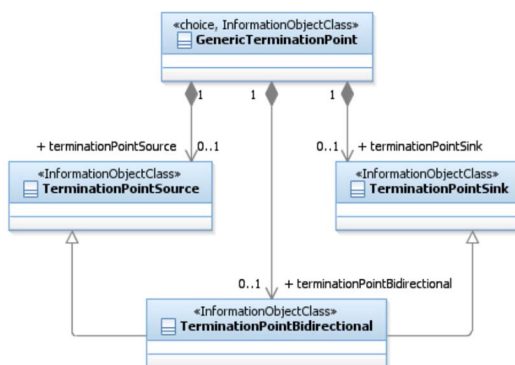 «choice, InformationObjectClass»
GenericTerminationPoint
1
1
1
+ terminationPointSource
0..1
0..1
+ terminationPointSink
«InformationObjectClass»
TerminationPointSource
«InformationObjectClass»
TerminationPointSink
0..1
+ terminationPointBidirectional
«InformationObjectClass»
TerminationPointBidirectional